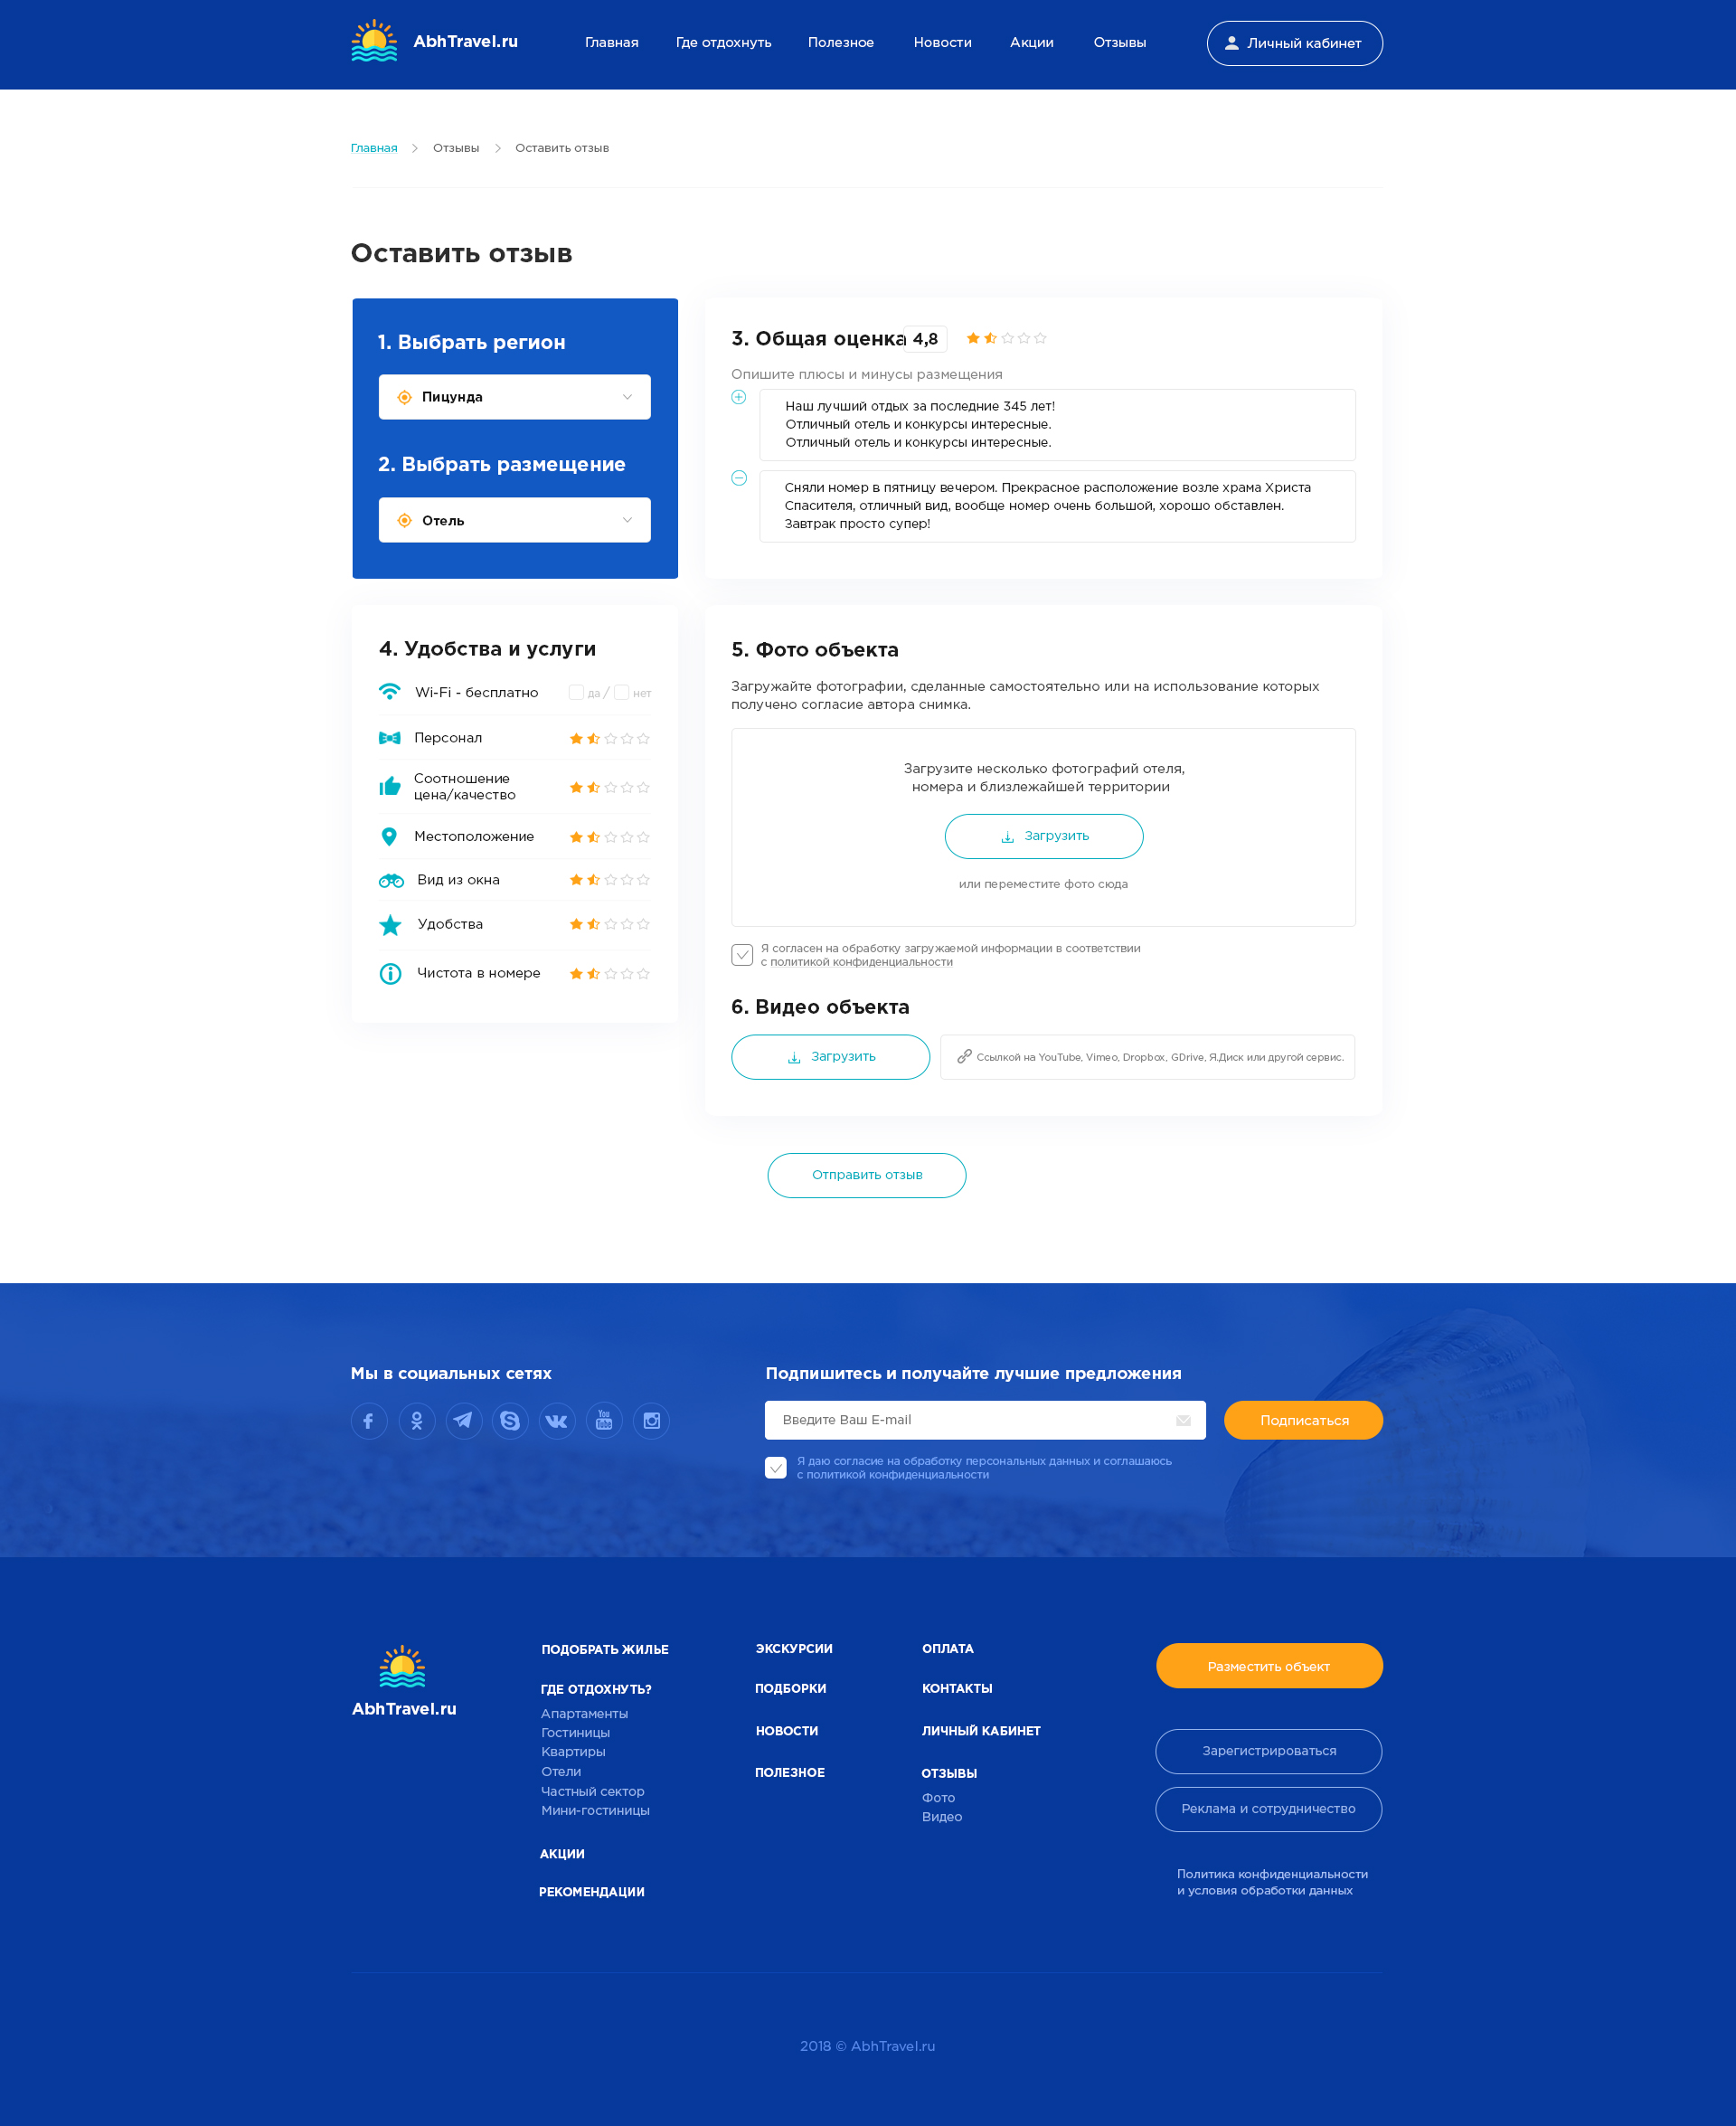 AbhTravel.ru
Главная
Где отдохнуть
Полезное
Новости
Акции
Отзывы
Личный кабинет
Главная
Отзывы
Оставить отзыв
Оставить отзыв
1. Выбрать регион
Пицунда
2. Выбрать размещение
Отель
3. Общая оценка 4,8
Опишите плюсы и минусы размещения
Наш лучший отдых за последние 345 лет!
Отличный отель и конкурсы интересные.
Отличный отель и конкурсы интересные.
Сняли номер в пятницу вечером. Прекрасное расположение возле храма Христа
Спасителя, отличный вид, вообще номер очень большой, хорошо обставлен.
Завтрак просто супер!
4. Удобства и услуги
Wi-Fi - бесплатно
да / нет
Персонал
Соотношение
цена/качество
Местоположение
Вид из окна
Удобства
Чистота в номере
5. Фото объекта
Загружайте фотографии, сделанные самостоятельно или на использование которых
получено согласие автора снимка.
Загрузите несколько фотографий отеля,
номера и близлежайшей территории
Загрузить
или переместите фото сюда
Я согласен на обработку загружаемой информации в соответствии
с политикой конфиденциальности
6. Видео объекта
Загрузить
Ссылкой на YouTube, Vimeo, Dropbox, GDrive, Я.Диск или другой сервис.
Отправить отзыв
Мы в социальных сетях
You
Tube
Подпишитесь и получайте лучшие предложения
Введите Ваш E-mail
Подписаться
Я даю согласие на обработку персональных данных и соглашаюсь
с политикой конфиденциальности
AbhTravel.ru
ПОДОБРАТЬ ЖИЛЬЕ
ГДЕ ОТДОХНУТЬ?
Апартаменты
Гостиницы
Квартиры
Отели
Частный сектор
Мини-гостиницы
АКЦИИ
РЕКОМЕНДАЦИИ
ЭКСКУРСИИ
ПОДБОРКИ
НОВОСТИ
ПОЛЕЗНОЕ
ОПЛАТА
КОНТАКТЫ
ЛИЧНЫЙ КАБИНЕТ
ОТЗЫВЫ
Фото
Видео
Разместить объект
Зарегистрироваться
Реклама и сотрудничество
Политика конфиденциальности
и условия обработки данных
2018 © AbhTravel.ru